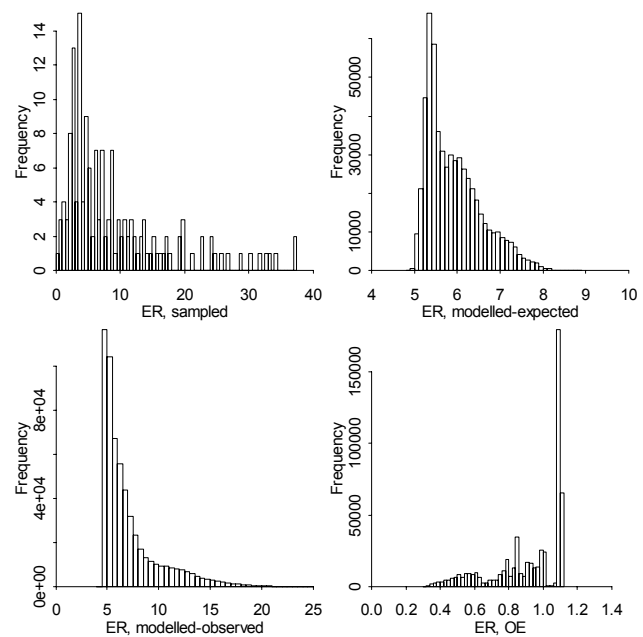 Frequency
0 2 4 6 8 10 12 14
0 10 20 30 40
ER, sampled
Frequency
0 10000 30000 50000
4 5 6 7 8 9 10
ER, modelled-expected
Frequency
0e+00 4e+04 8e+04
5 10 15 20 25
ER, modelled-observed
Frequency
0 50000 100000 150000
0.0 0.2 0.4 0.6 0.8 1.0 1.2 1.4
ER, OE